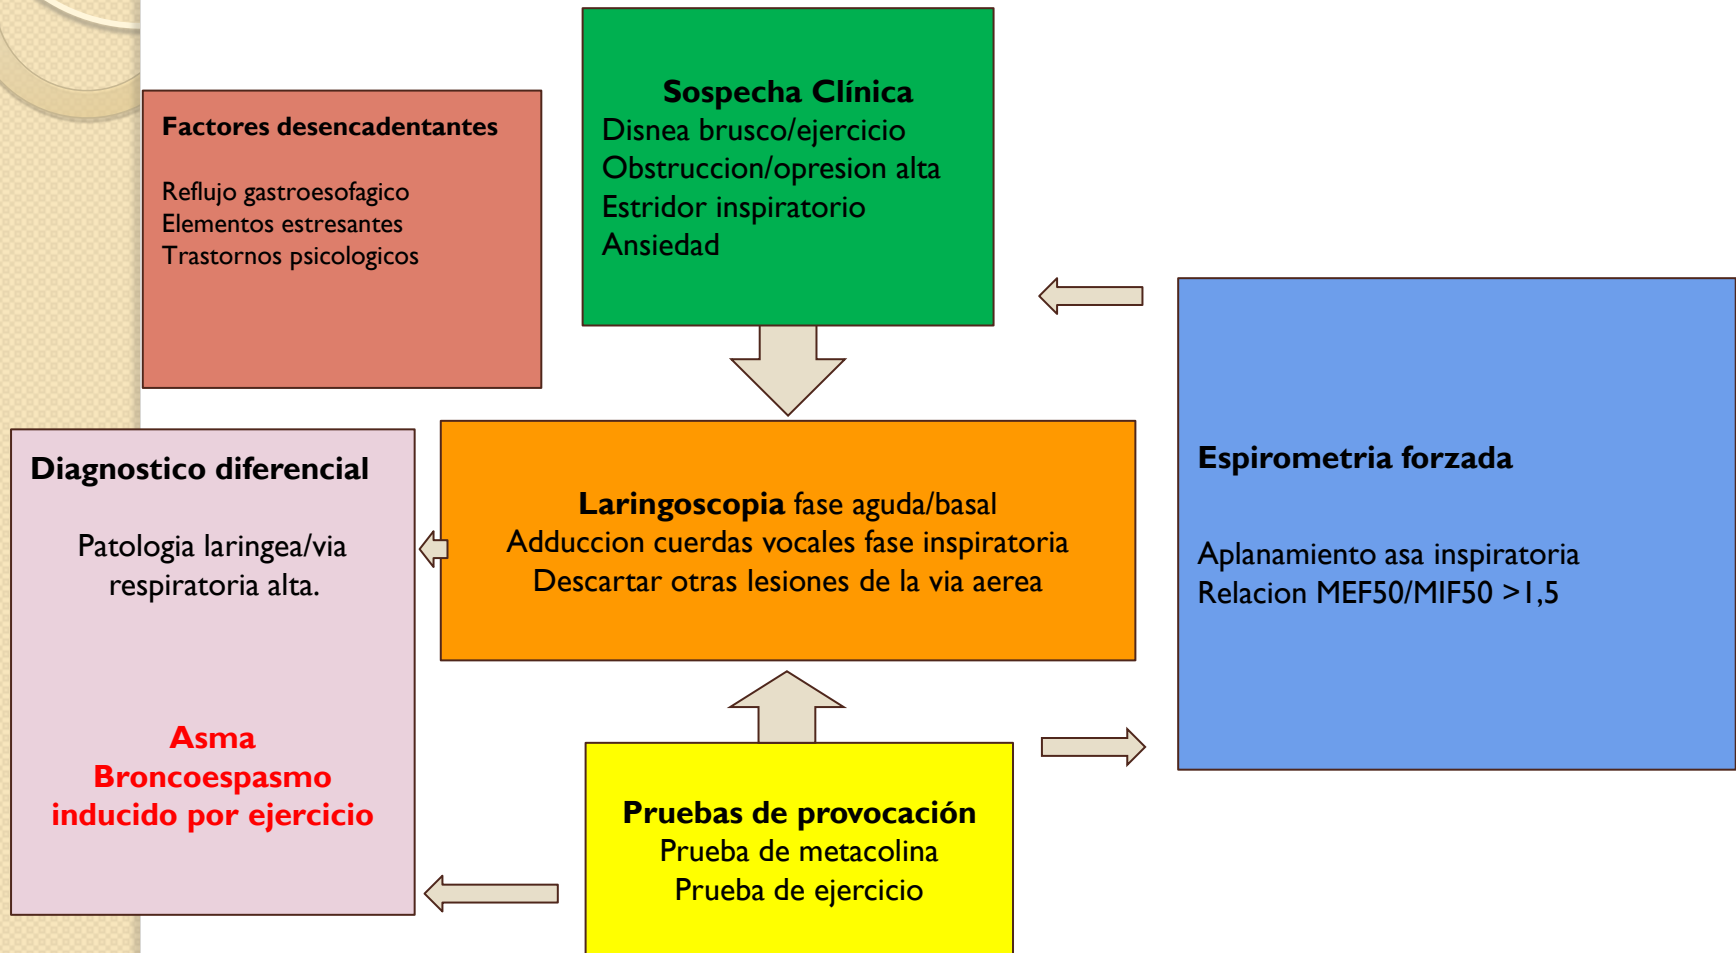 Sospecha Clínica
Disnea brusco/ejercicio
Obstruccion/opresion alta
Estridor inspiratorio
Ansiedad
Factores desencadentantes
Reflujo gastroesofagico
Elementos estresantes
Trastornos psicologicos
Diagnostico diferencial
Patologia laringea/via
respiratoria alta.
Asma
Broncoespasmo
inducido por ejercicio
Laringoscopia fase aguda/basal
Adduccion cuerdas vocales fase inspiratoria
Descartar otras lesiones de la via aerea
Espirometria forzada
Aplanamiento asa inspiratoria
Relacion MEF50/MIF50 >1,5
Pruebas de provocación
Prueba de metacolina
Prueba de ejercicio